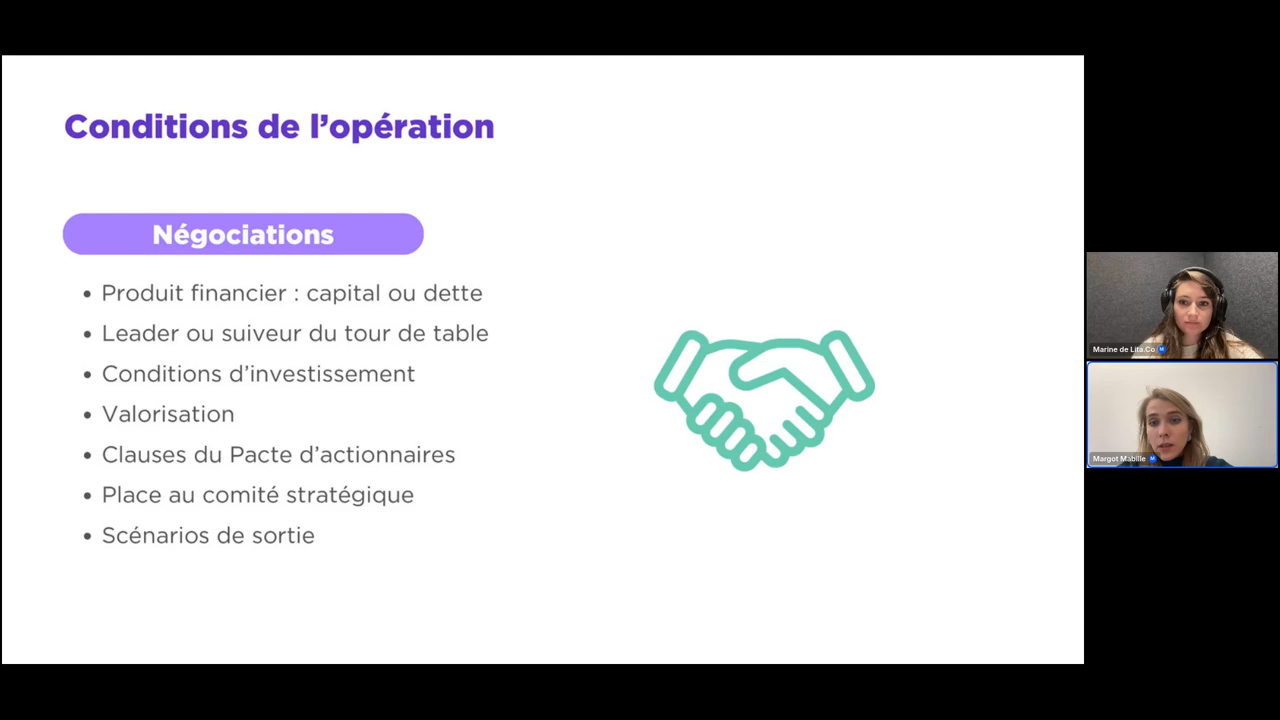 Conditions de l’opération
Négociations
• Produit financier : capital ou dette
• Leader ou suiveur du tour de table
• Conditions d’investissement
• Valorisation
• Clauses du Pacte d’actionnaires
• Place au comité stratégique
• Scénarios de sortie
Marine de Lita.Co
Margot Mabille